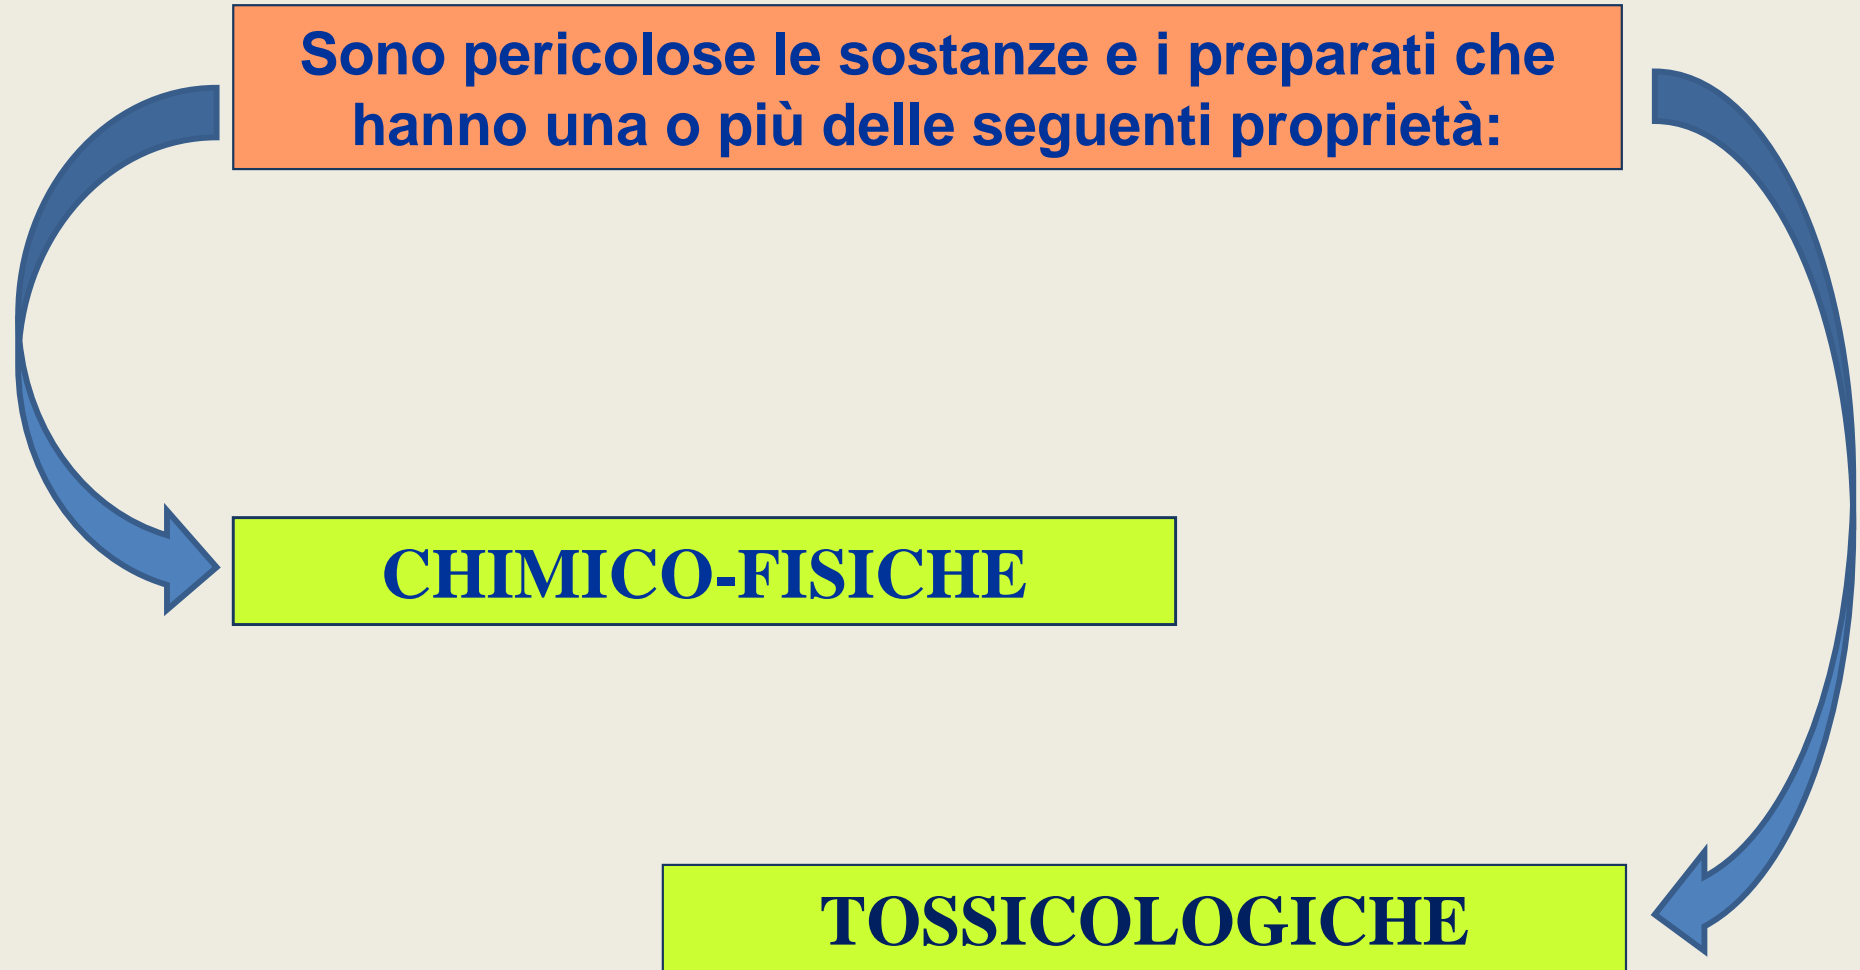 Sono pericolose le sostanze e i preparati che
hanno una o più delle seguenti proprietà:
CHIMICO-FISICHE
TOSSICOLOGICHE